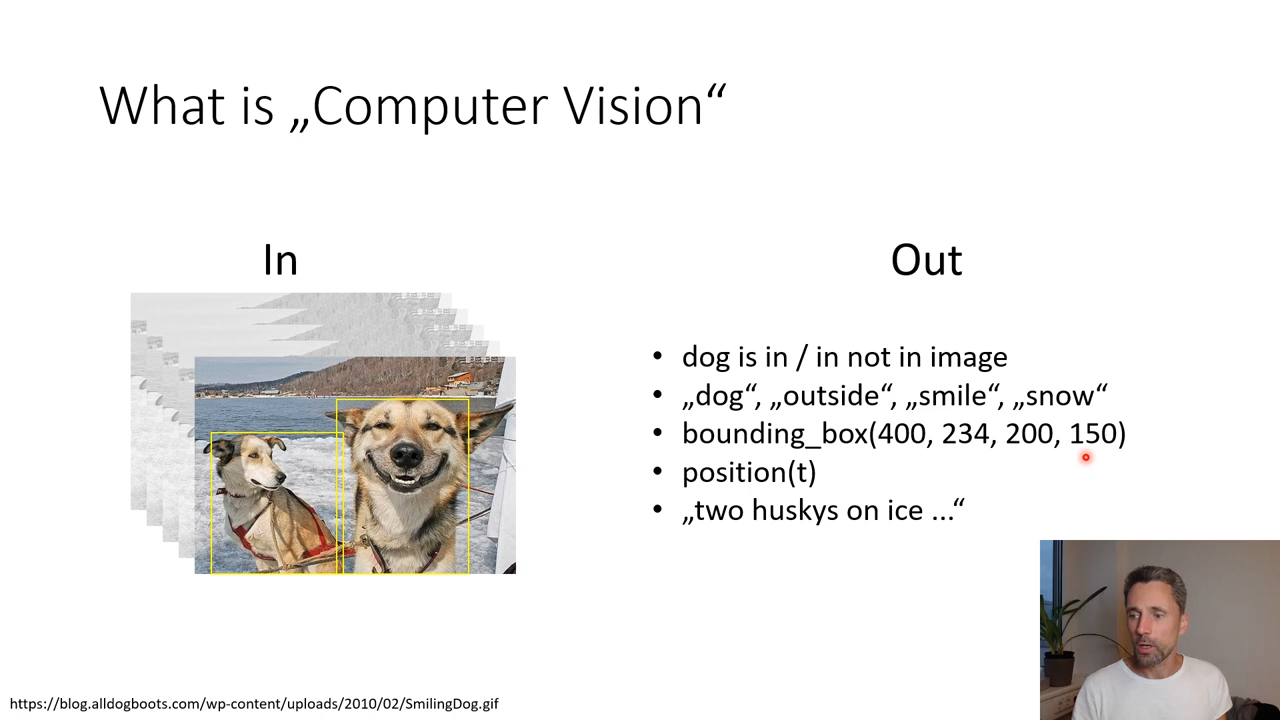 What is „Computer Vision“
In
Out
• dog is in / in not in image
• „dog“, „outside“, „smile“, „snow“
• bounding_box(400, 234, 200, 150)
• position(t)
• „two huskys on ice ...“
https://blog.alldogboots.com/wp-content/uploads/2010/02/SmilingDog.gif